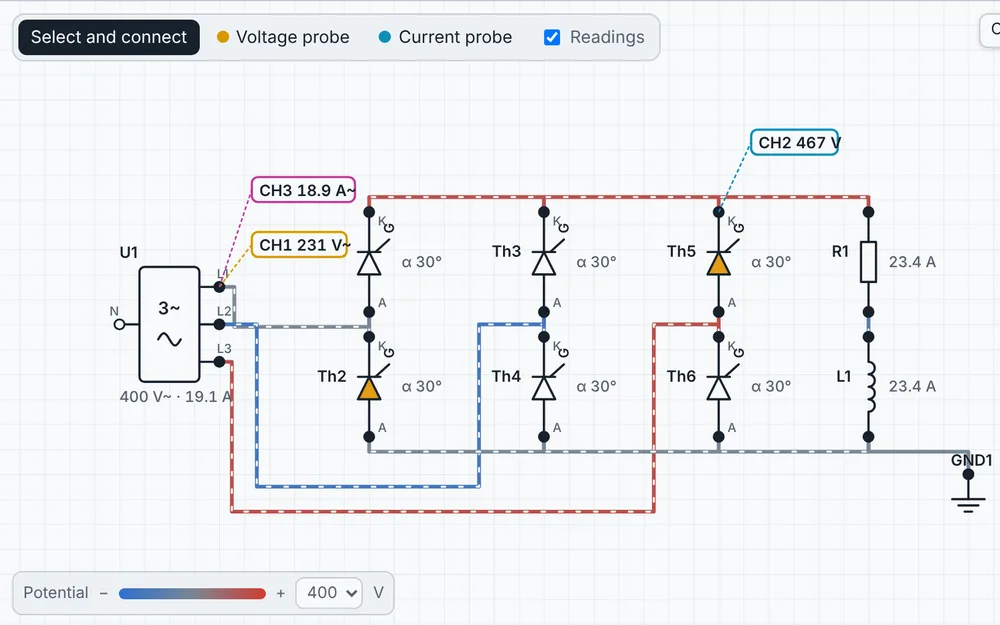 Select and connect
Voltage probe
Current probe
Readings
CH2 467 V
CH3 18.9 A~
CH1 231 V~
U1
3~
N
L1
L2
L3
400 V~ · 19.1 A
K
G
α 30°
A
Th3
K
G
α 30°
A
Th5
K
G
α 30°
A
R1
23.4 A
Th2
K
G
α 30°
A
Th4
K
G
α 30°
A
Th6
K
G
α 30°
A
L1
23.4 A
GND1
Potential − + 400 V